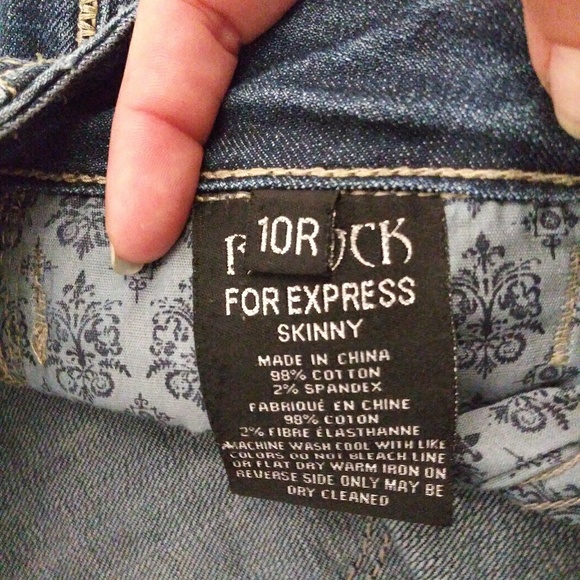 10R
FOR EXPRESS
SKINNY
MADE IN CHINA
98% COTTON
2% SPANDEX
FABRIQUÉ EN CHINE
98% COTON
2% FIBRE ÉLASTHANNE
MACHINE WASH COOL WITH LIKE
COLORS DO NOT BLEACH LINE
OR FLAT DRY WARM IRON ON
REVERSE SIDE ONLY MAY BE
DRY CLEANED